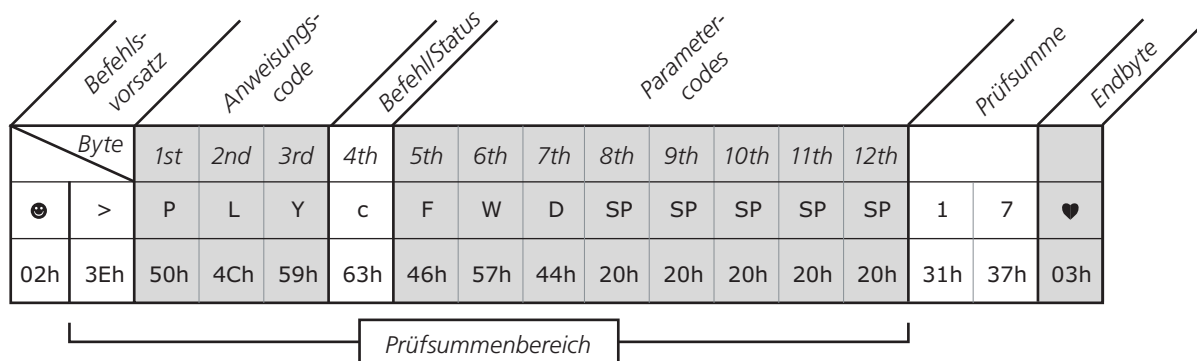 Befehls-
vorsatz
Anweisungs-
code
Befehl/Status
Parameter-
codes
Prüfsumme
Endbyte
Byte 1st 2nd 3rd 4th 5th 6th 7th 8th 9th 10th 11th 12th
☻ > P L Y c F W D SP SP SP SP SP 1 7 ♥
02h 3Eh 50h 4Ch 59h 63h 46h 57h 44h 20h 20h 20h 20h 20h 31h 37h 03h
Prüfsummenbereich